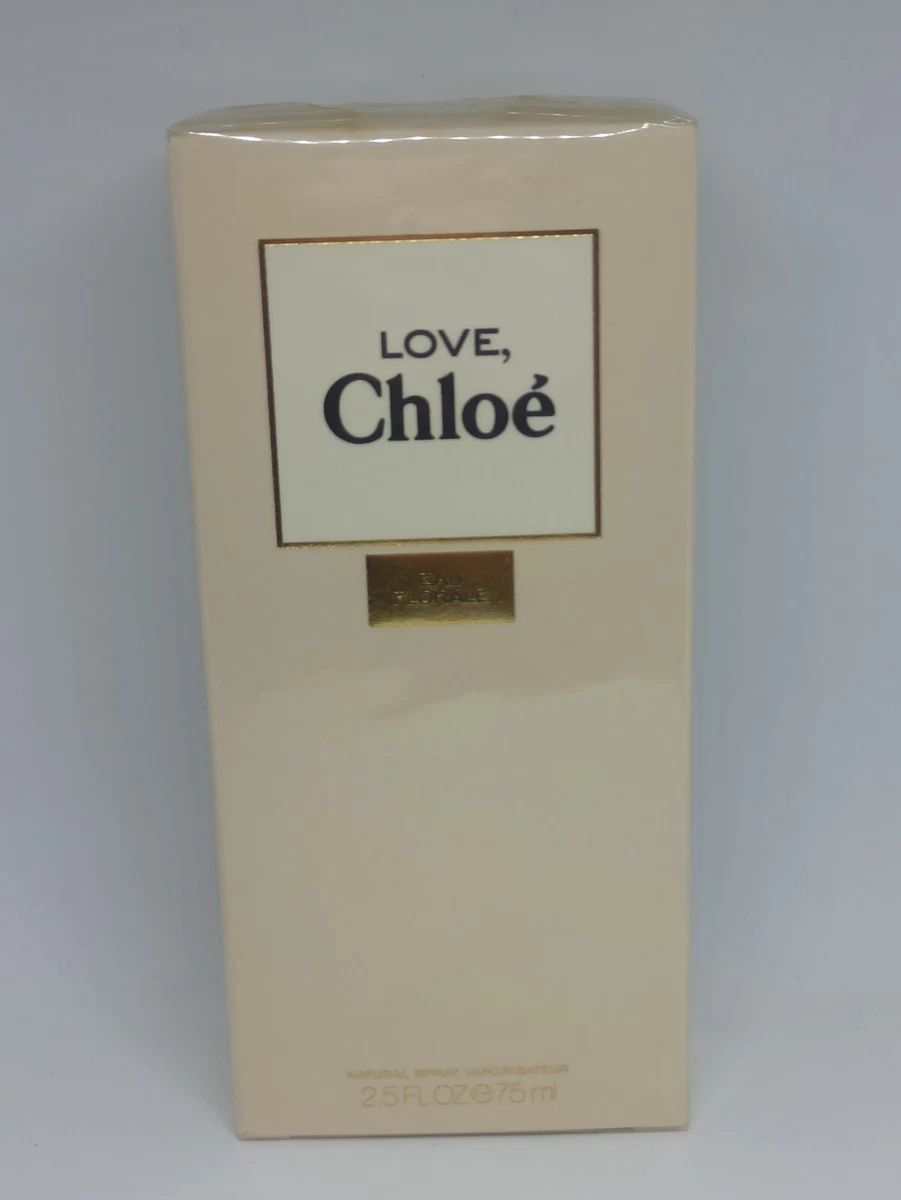 LOVE,
Chloé
EAU
FLORALE
NATURAL SPRAY VAPORISATEUR
2.5 FL.OZ℮75 ml